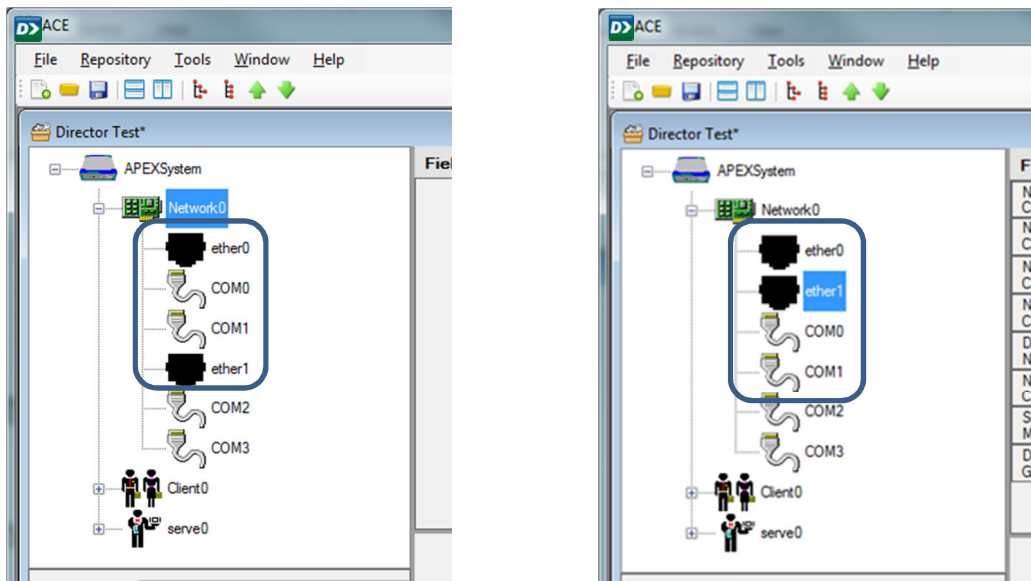 D> ACE
File Repository Tools Window Help
Director Test*
APEXSystem
Fie
Network0
ether0
COM0
COM1
ether1
COM2
COM3
Client0
serve0
D> ACE
File Repository Tools Window Help
Director Test*
APEXSystem
F
Network0
ether0
ether1
COM0
COM1
COM2
COM3
Client0
serve0
N
C
N
C
N
C
N
C
D
N
N
C
S
M
D
G